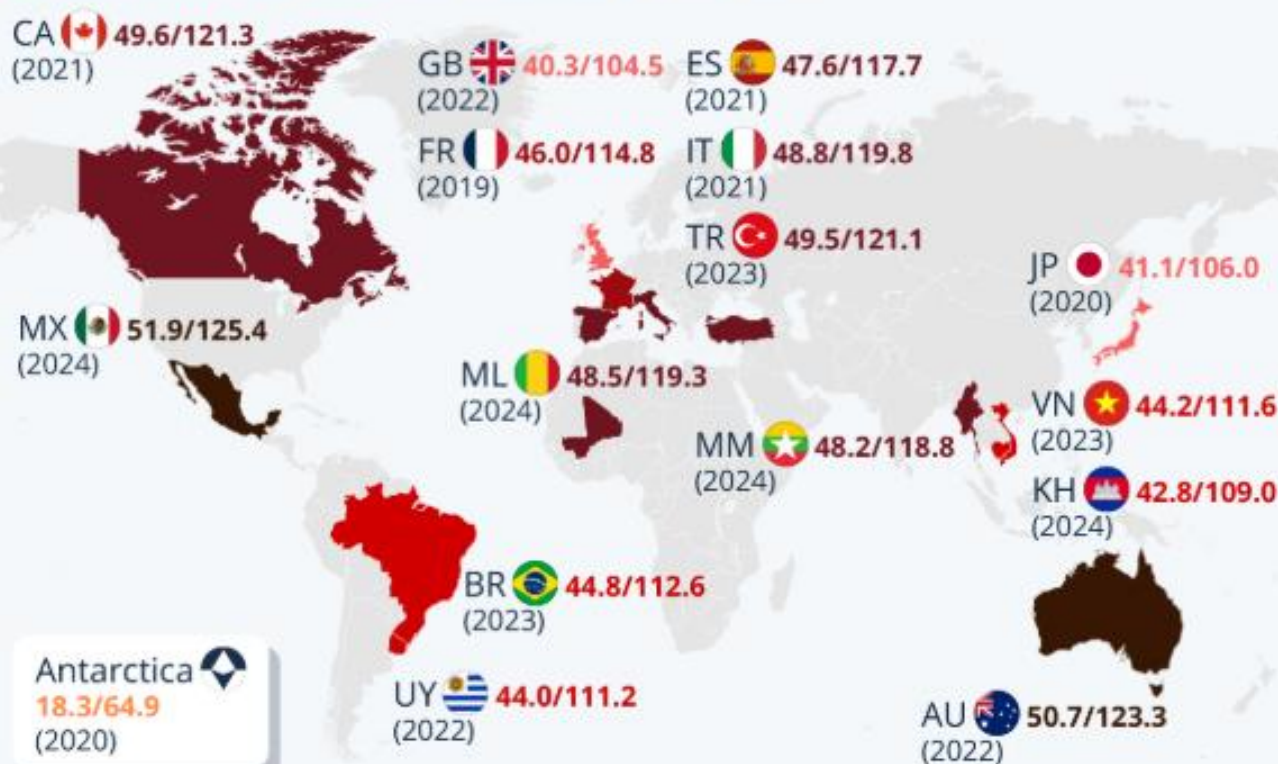 CA 49.6/121.3
(2021)
GB 40.3/104.5
(2022)
ES 47.6/117.7
(2021)
FR 46.0/114.8
(2019)
IT 48.8/119.8
(2021)
TR 49.5/121.1
(2023)
JP 41.1/106.0
(2020)
MX 51.9/125.4
(2024)
ML 48.5/119.3
(2024)
MM 48.2/118.8
(2024)
VN 44.2/111.6
(2023)
KH 42.8/109.0
(2024)
BR 44.8/112.6
(2023)
Antarctica
18.3/64.9
(2020)
UY 44.0/111.2
(2022)
AU 50.7/123.3
(2022)